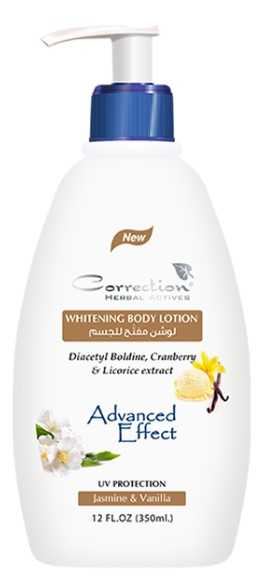 New
Correction®
HERBAL ACTIVES
WHITENING BODY LOTION
لوشن مفتّح للجسم
Diacetyl Boldine, Cranberry
& Licorice extract
Advanced
Effect
UV PROTECTION
Jasmine & Vanilla
12 FL.OZ (350ml.)